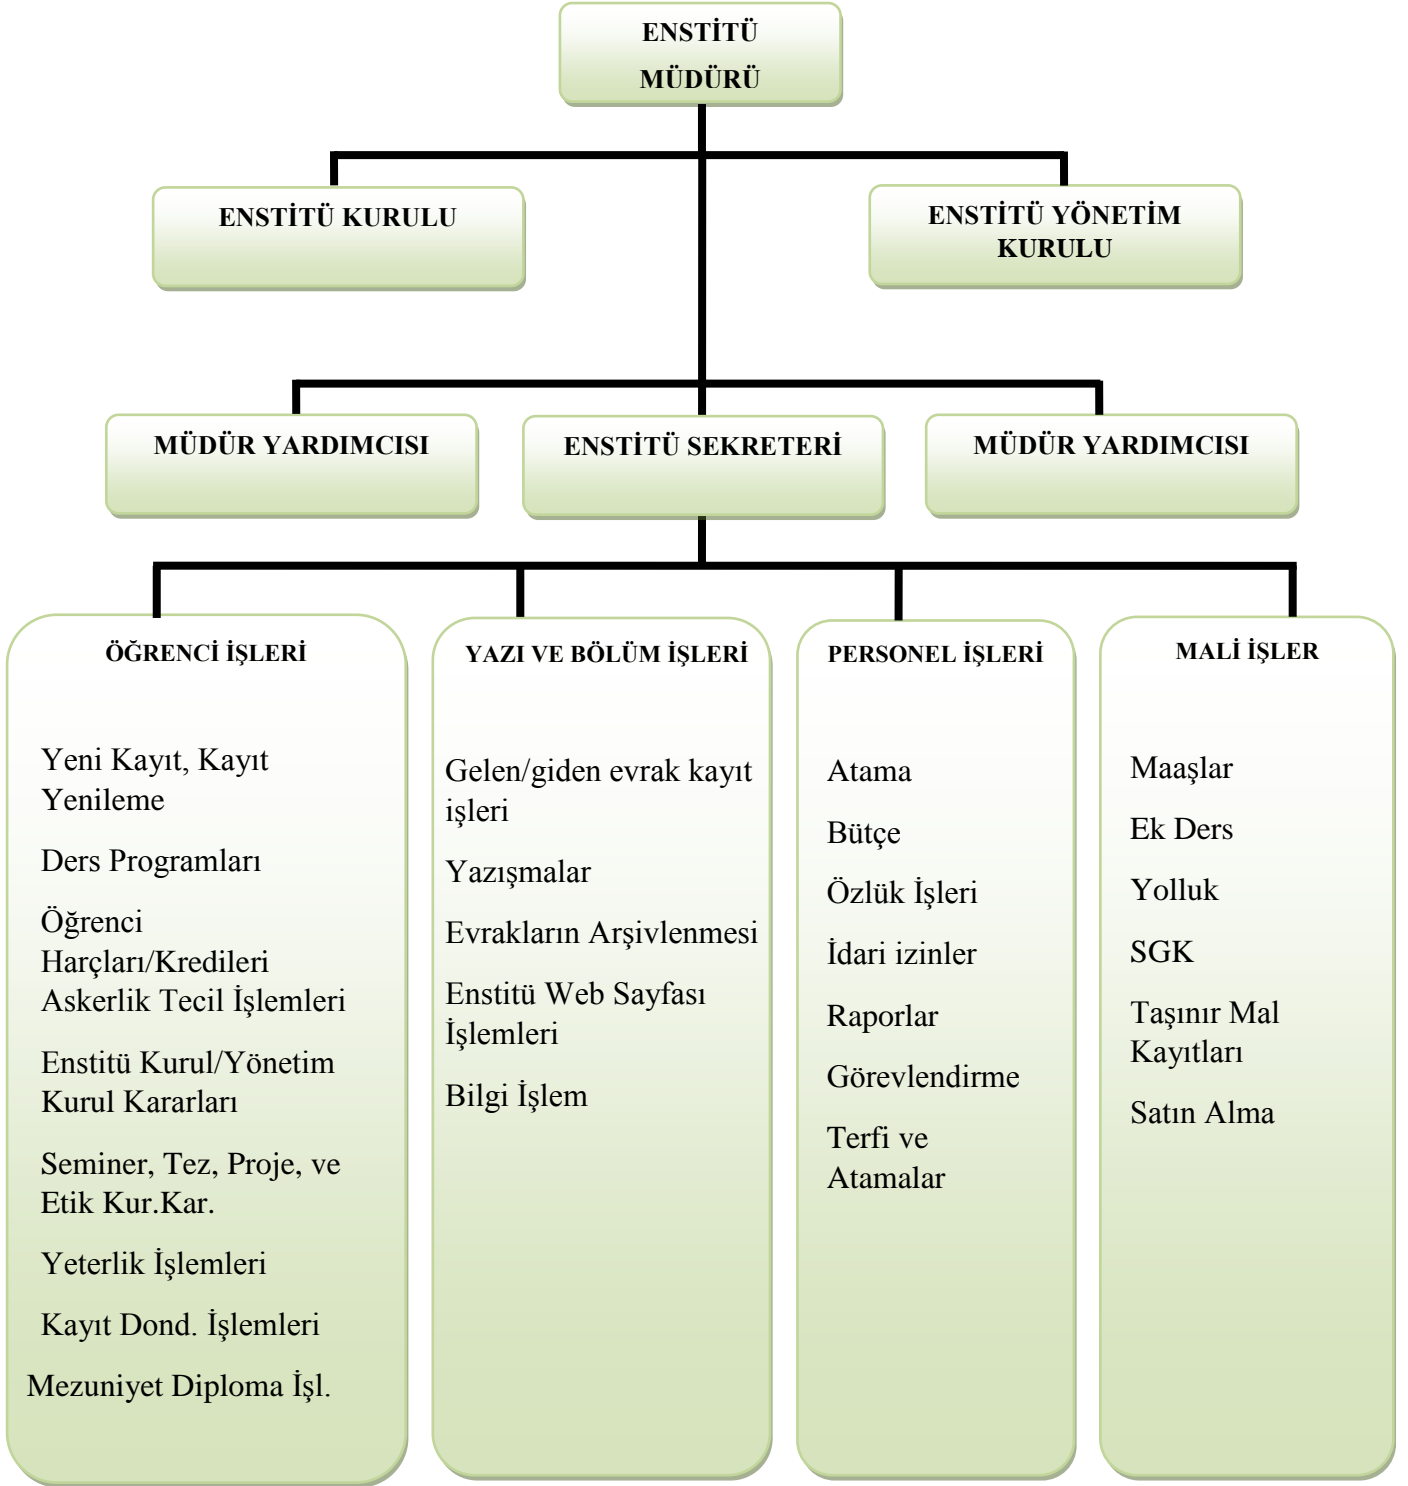 ENSTİTÜ
MÜDÜRÜ
ENSTİTÜ KURULU
ENSTİTÜ YÖNETİM
KURULU
MÜDÜR YARDIMCISI
ENSTİTÜ SEKRETERİ
MÜDÜR YARDIMCISI
ÖĞRENCİ İŞLERİ
Yeni Kayıt, Kayıt
Yenileme
Ders Programları
Öğrenci
Harçları/Kredileri
Askerlik Tecil İşlemleri
Enstitü Kurul/Yönetim
Kurul Kararları
Seminer, Tez, Proje, ve
Etik Kur.Kar.
Yeterlik İşlemleri
Kayıt Dond. İşlemleri
Mezuniyet Diploma İşl.
YAZI VE BÖLÜM İŞLERİ
Gelen/giden evrak kayıt
işleri
Yazışmalar
Evrakların Arşivlenmesi
Enstitü Web Sayfası
İşlemleri
Bilgi İşlem
PERSONEL İŞLERİ
Atama
Bütçe
Özlük İşleri
İdari izinler
Raporlar
Görevlendirme
Terfi ve
Atamalar
MALİ İŞLER
Maaşlar
Ek Ders
Yolluk
SGK
Taşınır Mal
Kayıtları
Satın Alma